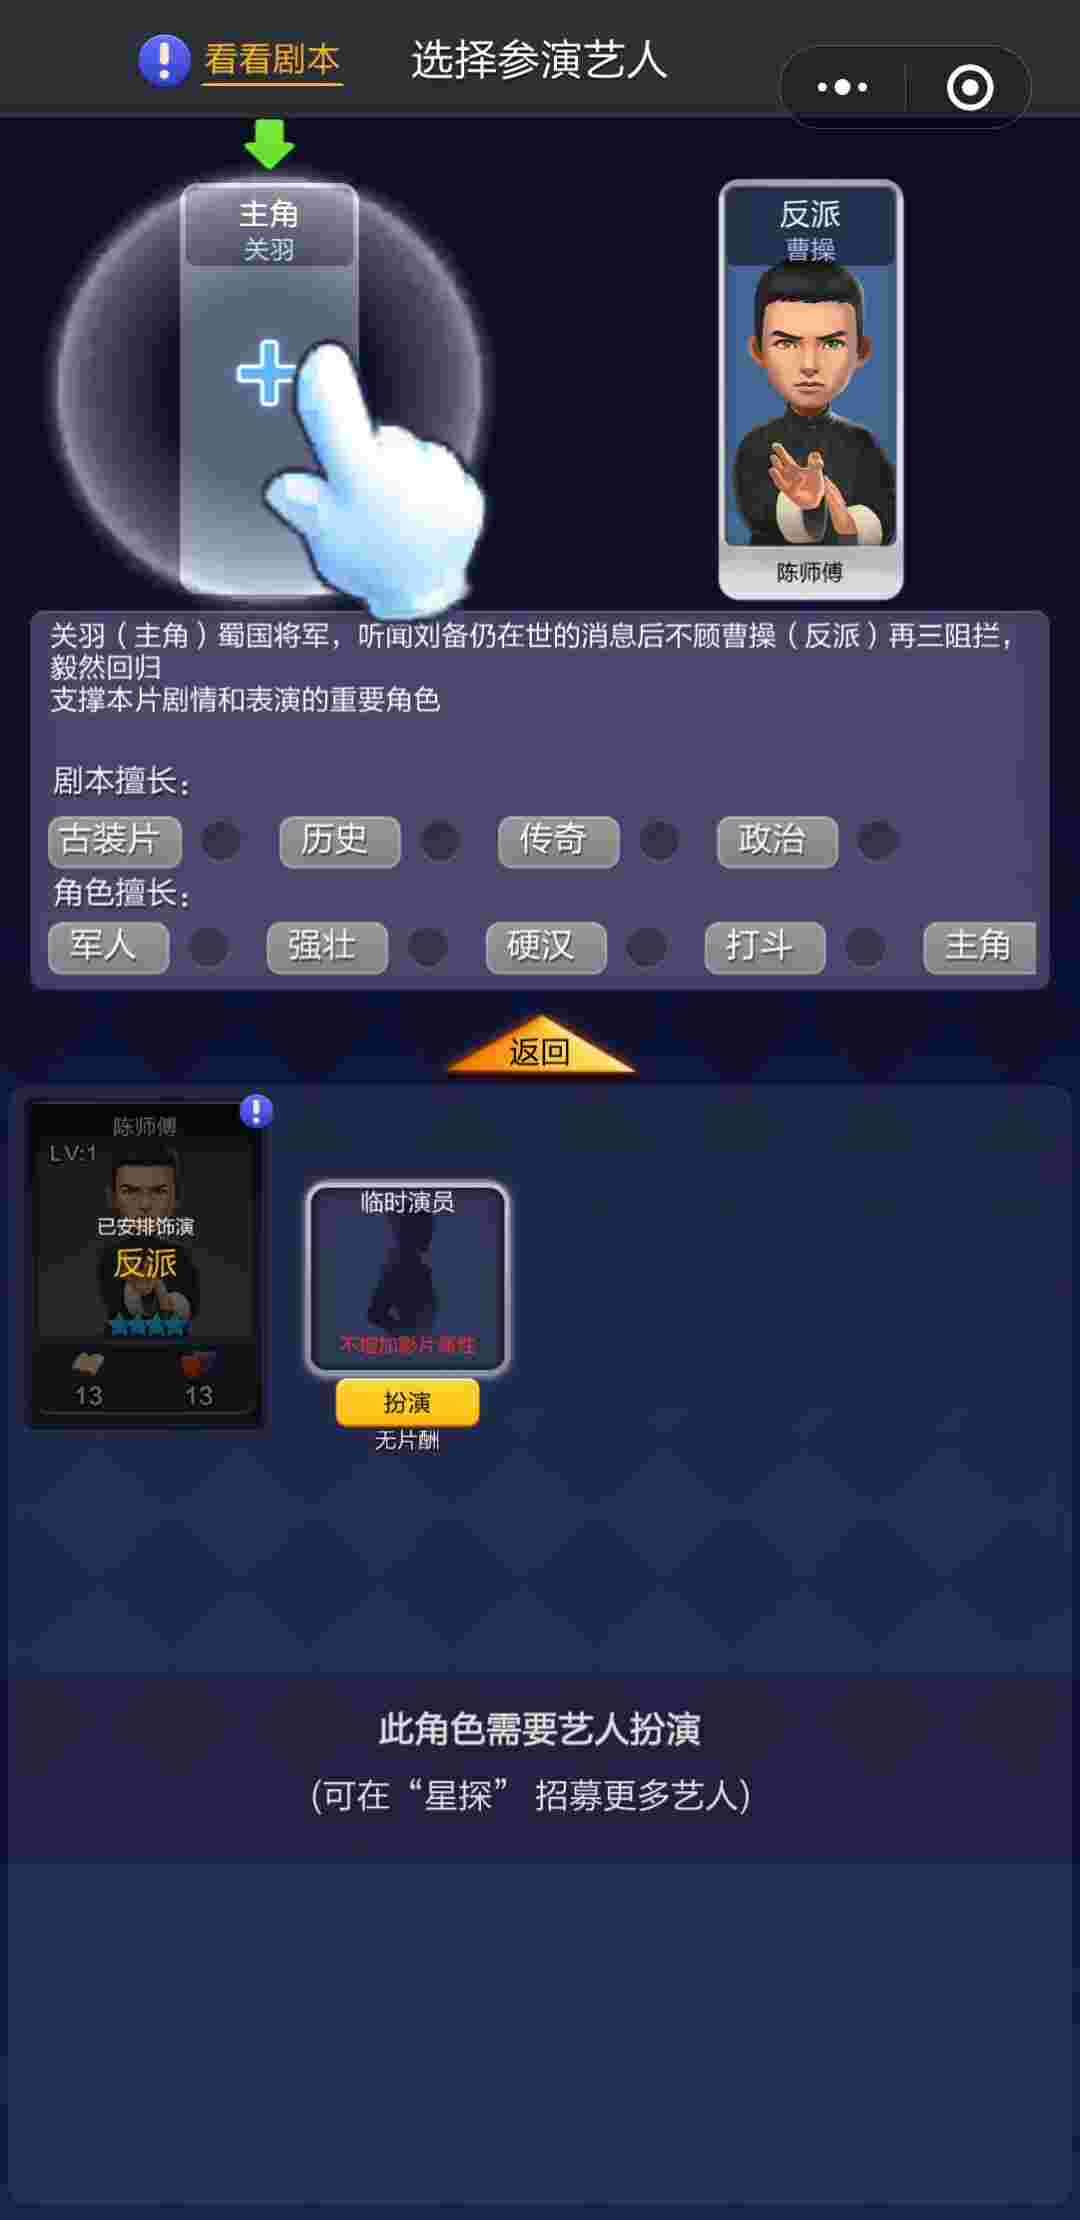 看看剧本
选择参演艺人
主角
关羽
反派
曹操
陈师傅
关羽（主角）蜀国将军，听闻刘备仍在世的消息后不顾曹操（反派）再三阻拦，
毅然回归
支撑本片剧情和表演的重要角色
剧本擅长：
古装片 历史 传奇 政治
角色擅长：
军人 强壮 硬汉 打斗 主角
返回
陈师傅
LV:1
已安排饰演
反派
13 13
临时演员
不增加影片属性
扮演
无片酬
此角色需要艺人扮演
(可在“星探” 招募更多艺人)